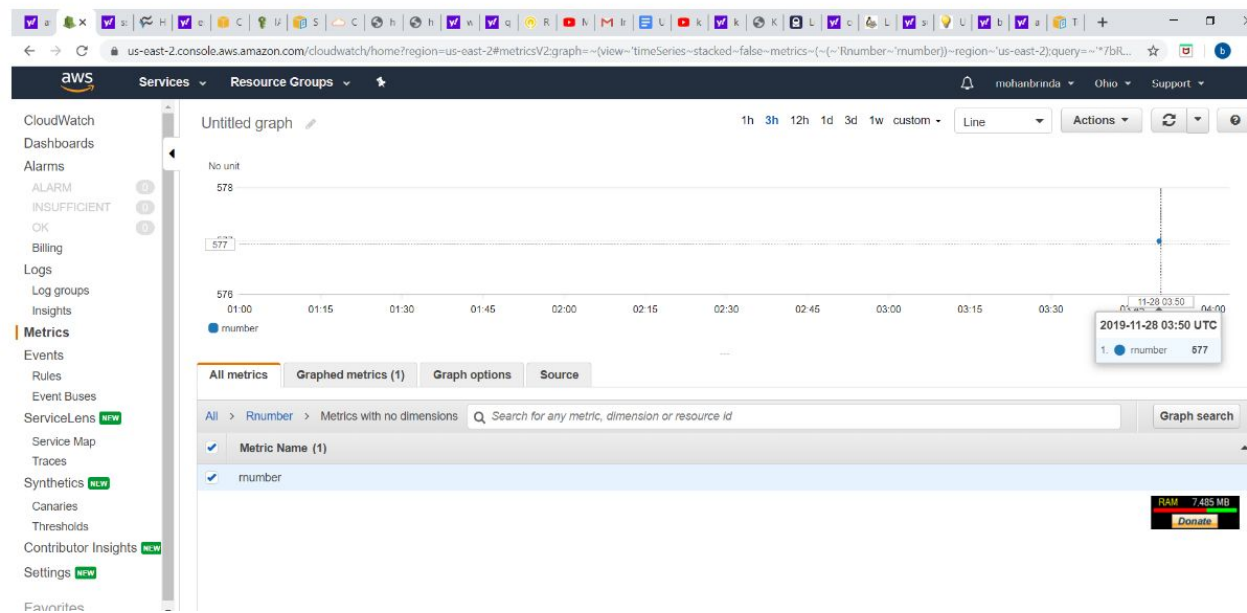 us-east-2.console.aws.amazon.com/cloudwatch/home?region=us-east-2#metricsV2:graph=~(view~'timeSeries~stacked~false~metrics~(~(~'Rnumber~'rnumber))~region~'us-east-2);query=~'*7bR...
aws Services Resource Groups mohanbrinda Ohio Support
CloudWatch
Dashboards
Alarms
ALARM 0
INSUFFICIENT 0
OK 0
Billing
Logs
Log groups
Insights
Metrics
Events
Rules
Event Buses
ServiceLens NEW
Service Map
Traces
Synthetics NEW
Canaries
Thresholds
Contributor Insights NEW
Settings NEW
Favorites
Untitled graph 1h 3h 12h 1d 3d 1w custom Line Actions
No unit
578
577
576
01:00 01:15 01:30 01:45 02:00 02:15 02:30 02:45 03:00 03:15 03:30 03:45 04:00
11-28 03:50
rnumber
2019-11-28 03:50 UTC
1. rnumber 577
All metrics Graphed metrics (1) Graph options Source
All > Rnumber > Metrics with no dimensions Search for any metric, dimension or resource id Graph search
Metric Name (1)
rnumber
RAM 7,485 MB
Donate